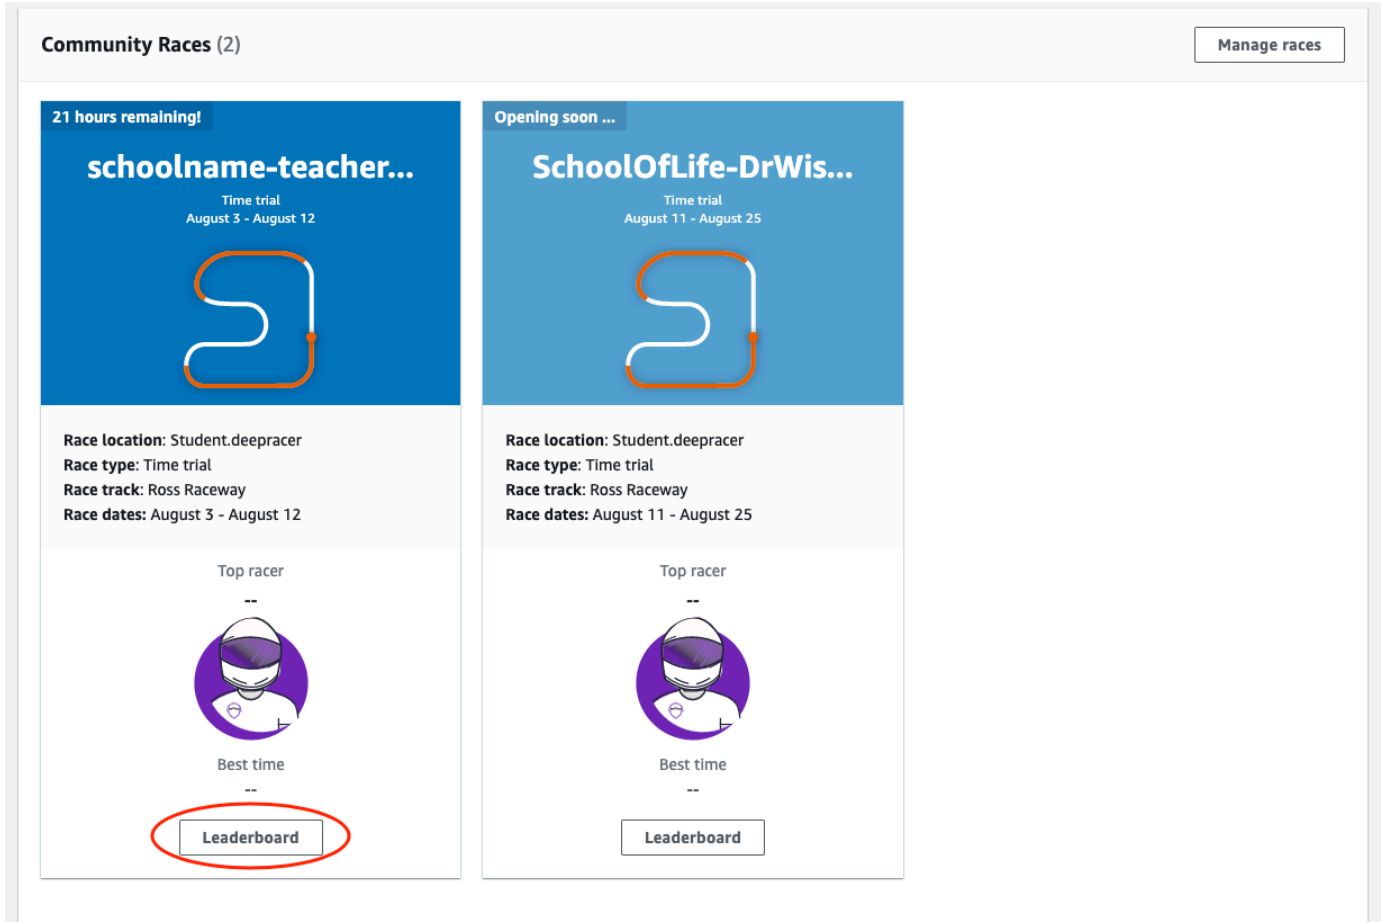 Community Races (2)
Manage races
21 hours remaining!
schoolname-teacher...
Time trial
August 3 - August 12
Race location: Student.deepracer
Race type: Time trial
Race track: Ross Raceway
Race dates: August 3 - August 12
Top racer
--
Best time
--
Leaderboard
Opening soon ...
SchoolOfLife-DrWis...
Time trial
August 11 - August 25
Race location: Student.deepracer
Race type: Time trial
Race track: Ross Raceway
Race dates: August 11 - August 25
Top racer
--
Best time
--
Leaderboard